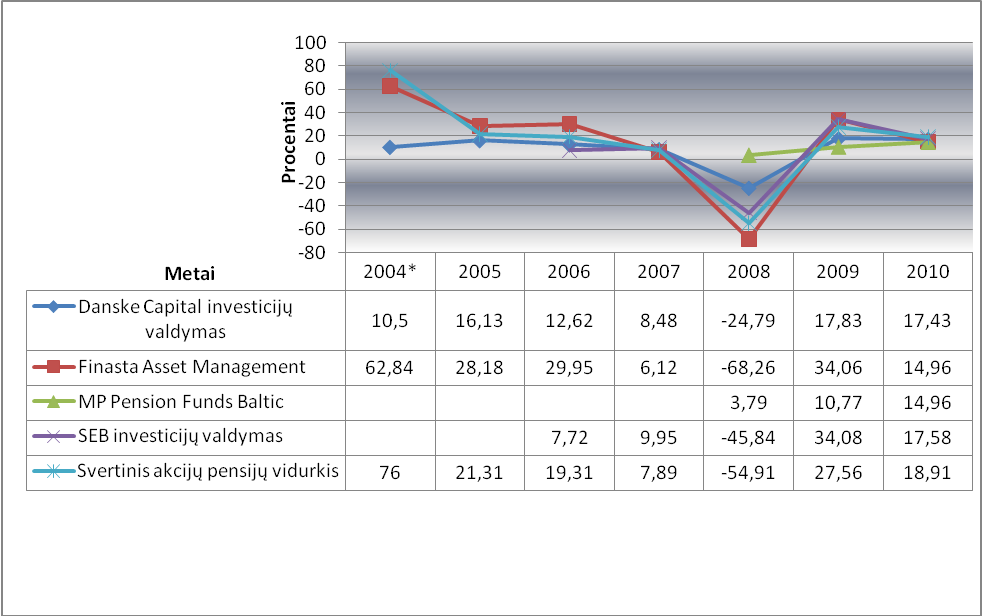 100
80
60
40
20
0
-20
-40
-60
-80
Procentai
Metai 2004* 2005 2006 2007 2008 2009 2010
Danske Capital investicijų
valdymas 10,5 16,13 12,62 8,48 -24,79 17,83 17,43
Finasta Asset Management 62,84 28,18 29,95 6,12 -68,26 34,06 14,96
MP Pension Funds Baltic 3,79 10,77 14,96
SEB investicijų valdymas 7,72 9,95 -45,84 34,08 17,58
Svertinis akcijų pensijų vidurkis 76 21,31 19,31 7,89 -54,91 27,56 18,91